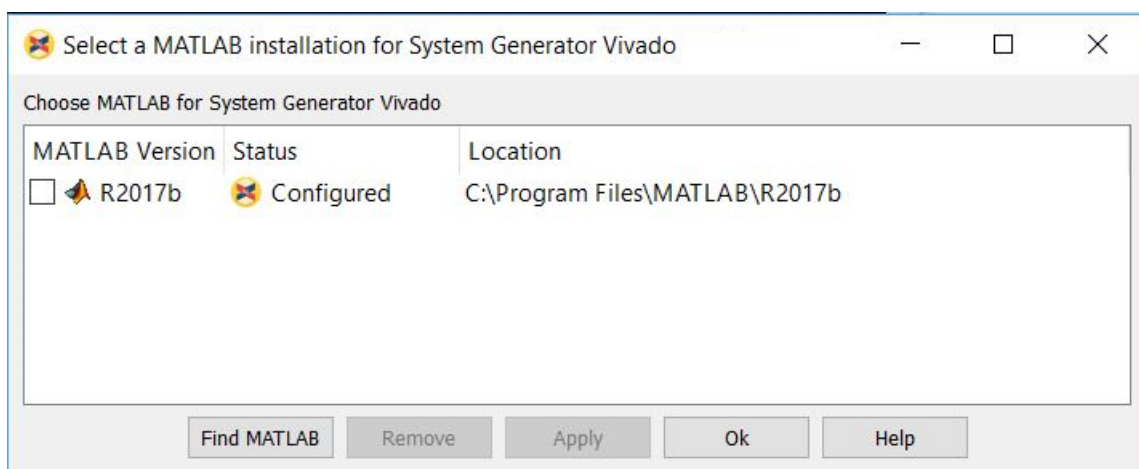 Select a MATLAB installation for System Generator Vivado
Choose MATLAB for System Generator Vivado
MATLAB Version Status Location
R2017b Configured C:\Program Files\MATLAB\R2017b
Find MATLAB Remove Apply Ok Help